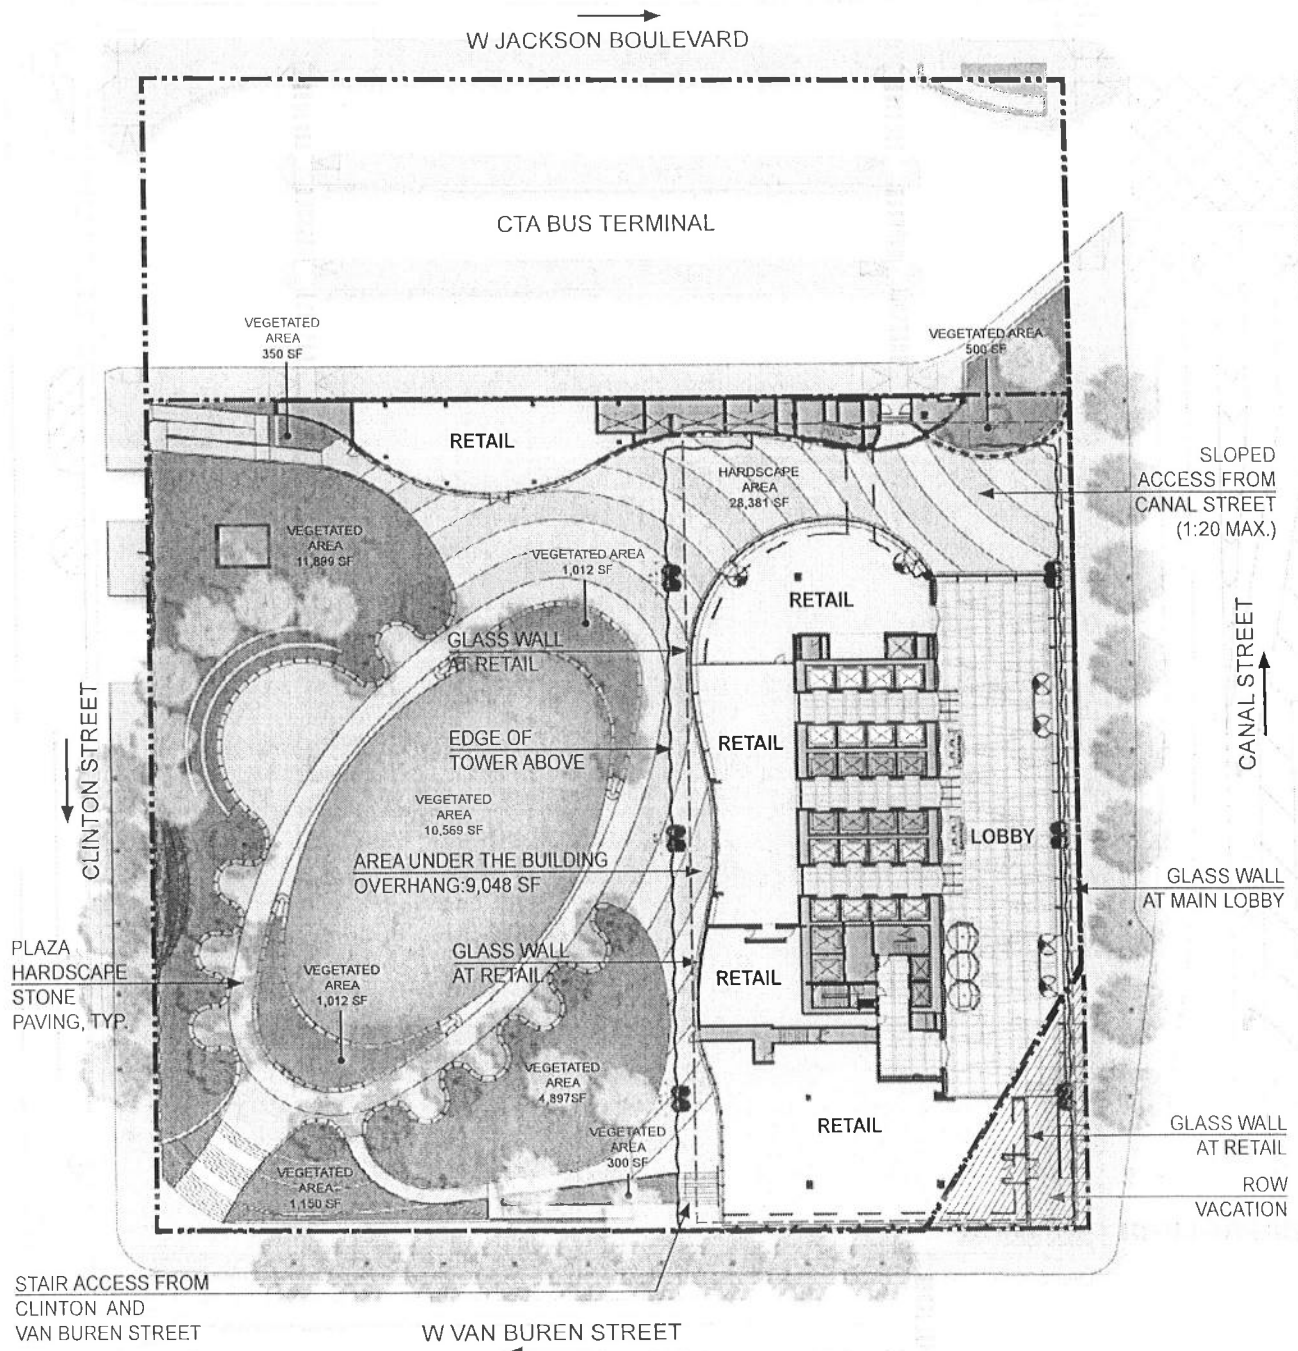 W JACKSON BOULEVARD
CTA BUS TERMINAL
VEGETATED
AREA
350 SF
VEGETATED AREA
500 SF
RETAIL
HARDSCAPE
AREA
28,381 SF
SLOPED
ACCESS FROM
CANAL STREET
(1:20 MAX.)
VEGETATED
AREA
11,899 SF
VEGETATED AREA
1,012 SF
RETAIL
GLASS WALL
AT RETAIL
CLINTON STREET
CANAL STREET
EDGE OF
TOWER ABOVE
RETAIL
VEGETATED
AREA
10,569 SF
LOBBY
AREA UNDER THE BUILDING
OVERHANG:9,048 SF
GLASS WALL
AT MAIN LOBBY
PLAZA
HARDSCAPE
STONE
PAVING, TYP.
GLASS WALL
AT RETAIL
VEGETATED
AREA
1,012 SF
RETAIL
VEGETATED
AREA
4,897SF
VEGETATED
AREA
300 SF
RETAIL
GLASS WALL
AT RETAIL
VEGETATED
AREA
1,150 SF
ROW
VACATION
STAIR ACCESS FROM
CLINTON AND
VAN BUREN STREET
W VAN BUREN STREET